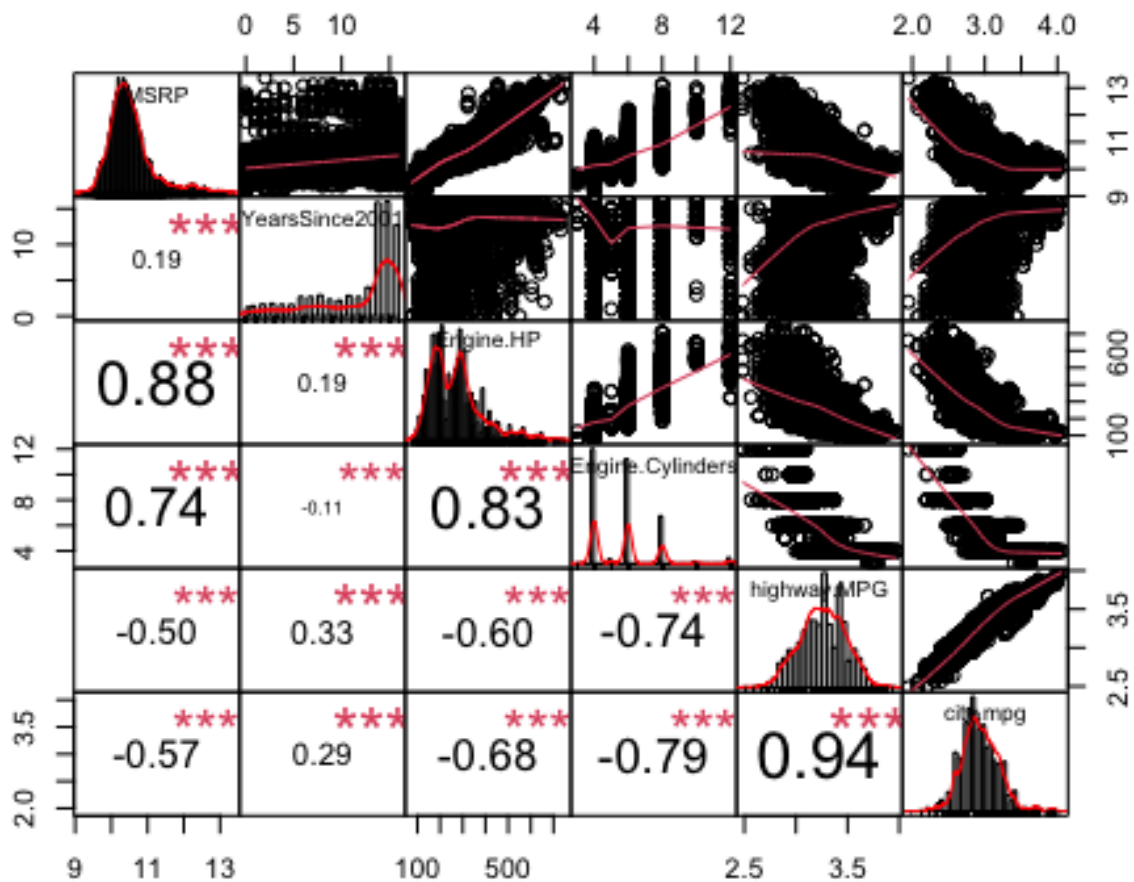 0 5 10 4 8 12 2.0 3.0 4.0
MSRP 9 11 13
0 10 *** 0.19 YearsSince2001
*** 0.88 *** 0.19 Engine.HP 100 600
4 8 12 *** 0.74 *** -0.11 *** 0.83 Engine.Cylinders
*** -0.50 *** 0.33 *** -0.60 *** -0.74 highway.MPG 2.5 3.5
2.0 3.5 *** -0.57 *** 0.29 *** -0.68 *** -0.79 *** 0.94 city.mpg
9 11 13 100 500 2.5 3.5